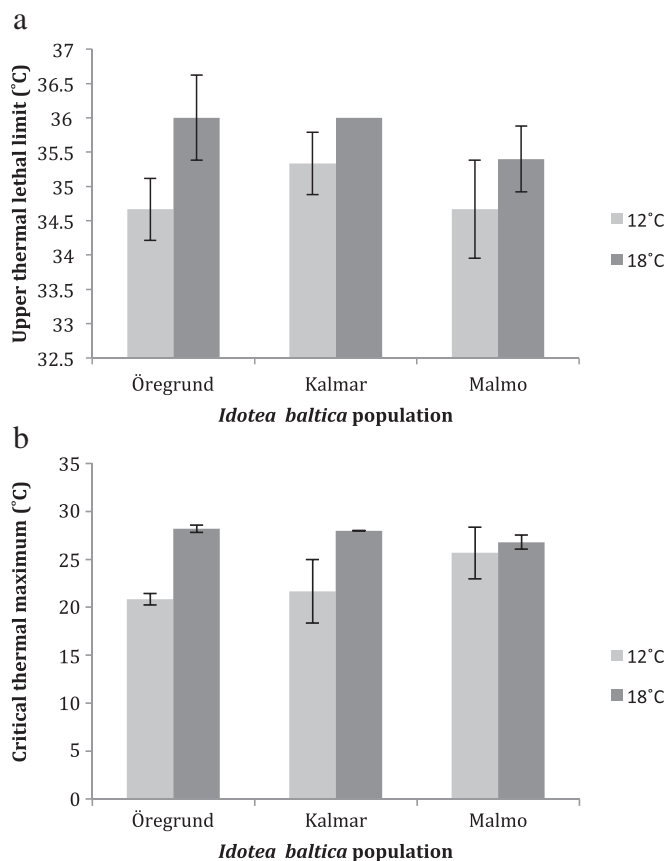 a
Upper thermal lethal limit (˚C)
37
36.5
36
35.5
35
34.5
34
33.5
33
32.5
Öregrund Kalmar Malmo
Idotea baltica population
12˚C
18˚C
b
Critical thermal maximum (˚C)
35
30
25
20
15
10
5
0
Öregrund Kalmar Malmo
Idotea baltica population
12˚C
18˚C